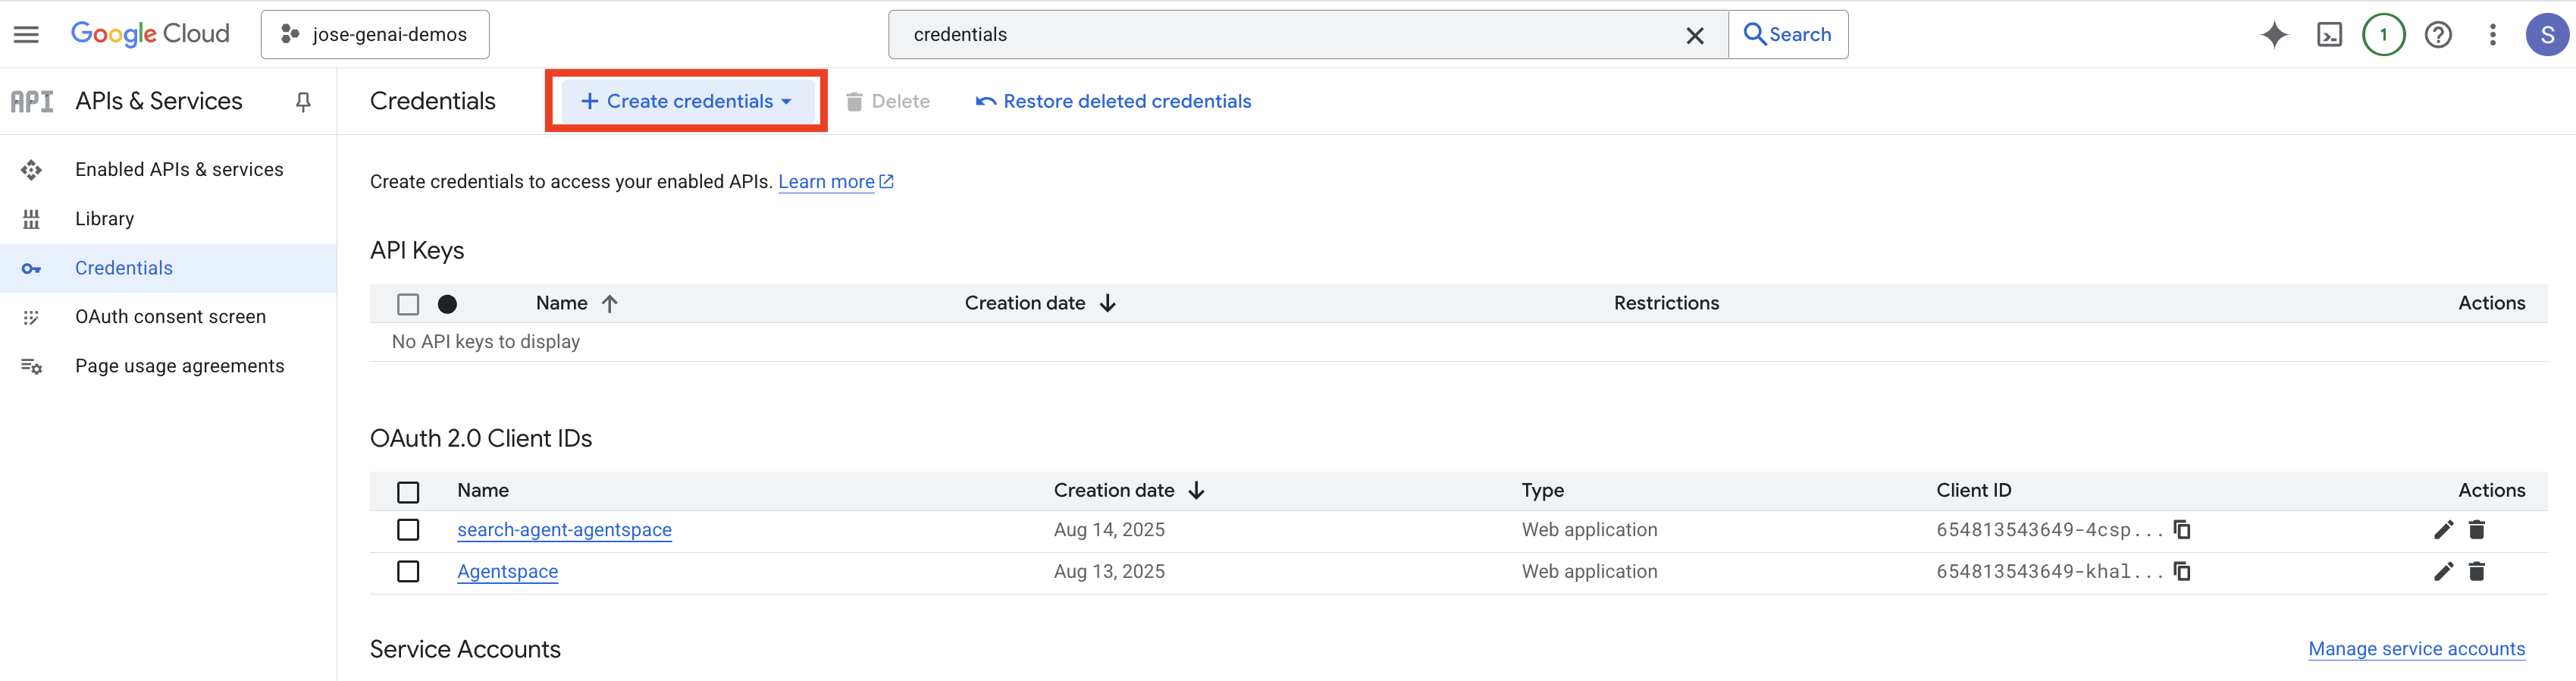 Google Cloud
jose-genai-demos
credentials
Search
1
S
API
APIs & Services
Credentials
Create credentials
Delete
Restore deleted credentials
Enabled APIs & services
Library
Credentials
OAuth consent screen
Page usage agreements
Create credentials to access your enabled APIs. Learn more
API Keys
Name Creation date Restrictions Actions
No API keys to display
OAuth 2.0 Client IDs
Name Creation date Type Client ID Actions
search-agent-agentspace Aug 14, 2025 Web application 654813543649-4csp...
Agentspace Aug 13, 2025 Web application 654813543649-khal...
Service Accounts
Manage service accounts